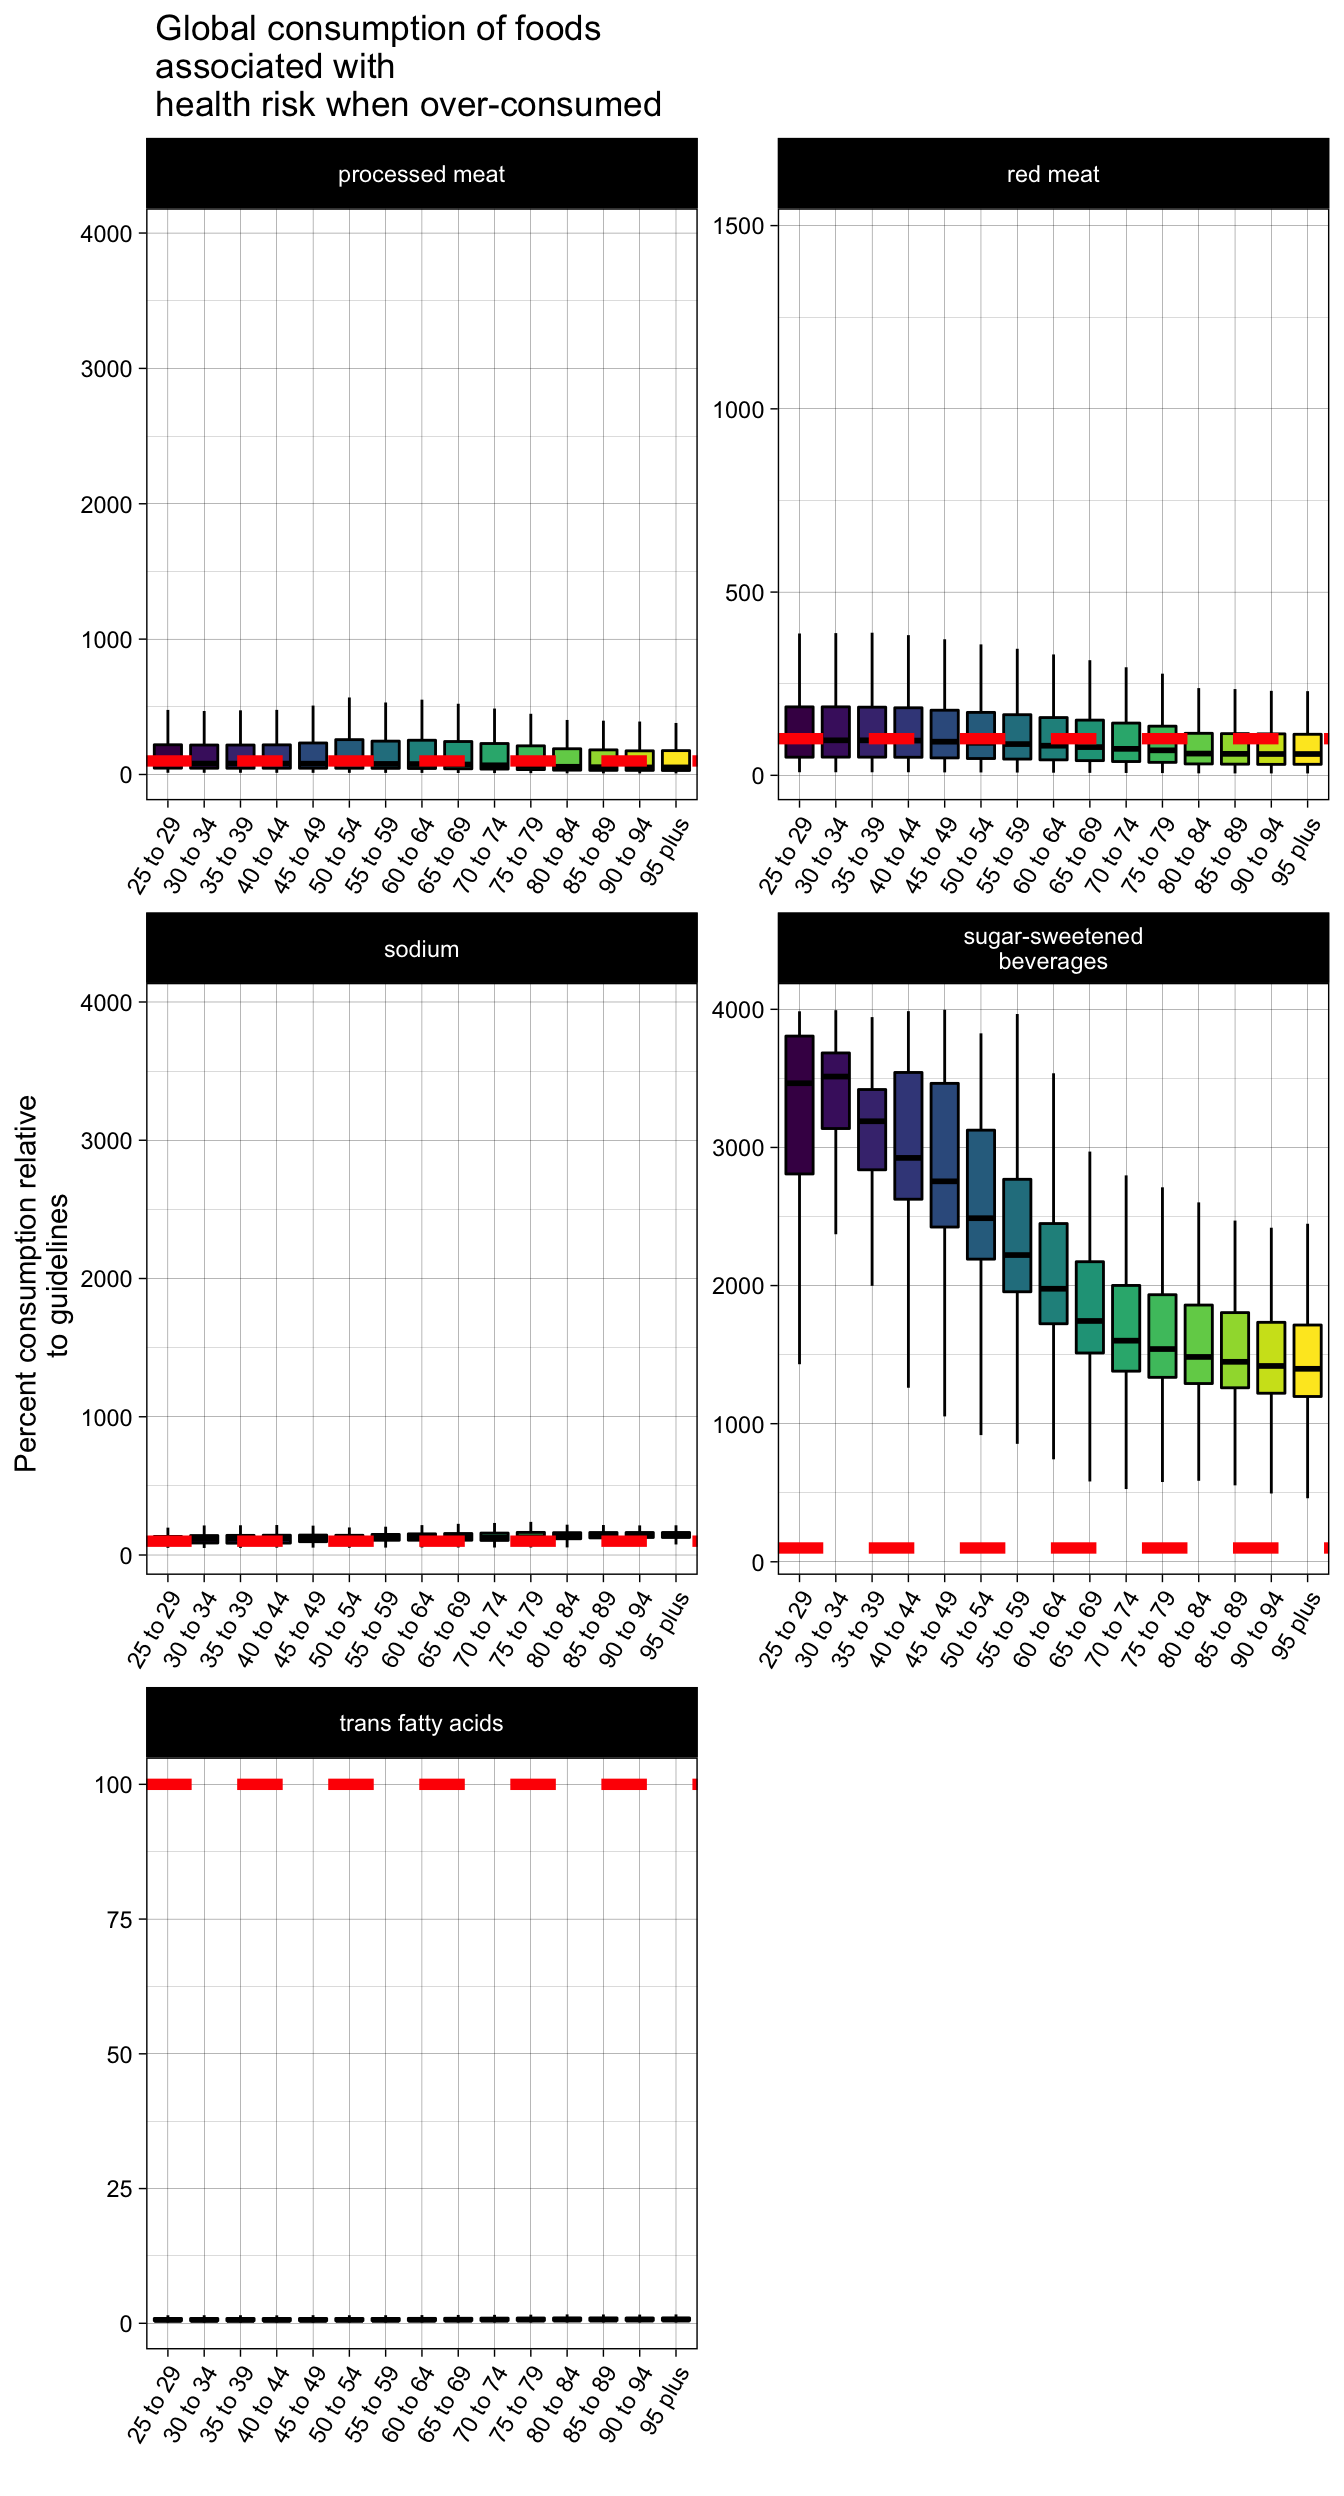 Global consumption of foods
associated with
health risk when over-consumed
processed meat
4000
3000
2000
1000
0
25 to 29
30 to 34
35 to 39
40 to 44
45 to 49
50 to 54
55 to 59
60 to 64
65 to 69
70 to 74
75 to 79
80 to 84
85 to 89
90 to 94
95 plus
red meat
1500
1000
500
0
25 to 29
30 to 34
35 to 39
40 to 44
45 to 49
50 to 54
55 to 59
60 to 64
65 to 69
70 to 74
75 to 79
80 to 84
85 to 89
90 to 94
95 plus
Percent consumption relative
to guidelines
sodium
4000
3000
2000
1000
0
25 to 29
30 to 34
35 to 39
40 to 44
45 to 49
50 to 54
55 to 59
60 to 64
65 to 69
70 to 74
75 to 79
80 to 84
85 to 89
90 to 94
95 plus
sugar-sweetened
beverages
4000
3000
2000
1000
0
25 to 29
30 to 34
35 to 39
40 to 44
45 to 49
50 to 54
55 to 59
60 to 64
65 to 69
70 to 74
75 to 79
80 to 84
85 to 89
90 to 94
95 plus
trans fatty acids
100
75
50
25
0
25 to 29
30 to 34
35 to 39
40 to 44
45 to 49
50 to 54
55 to 59
60 to 64
65 to 69
70 to 74
75 to 79
80 to 84
85 to 89
90 to 94
95 plus